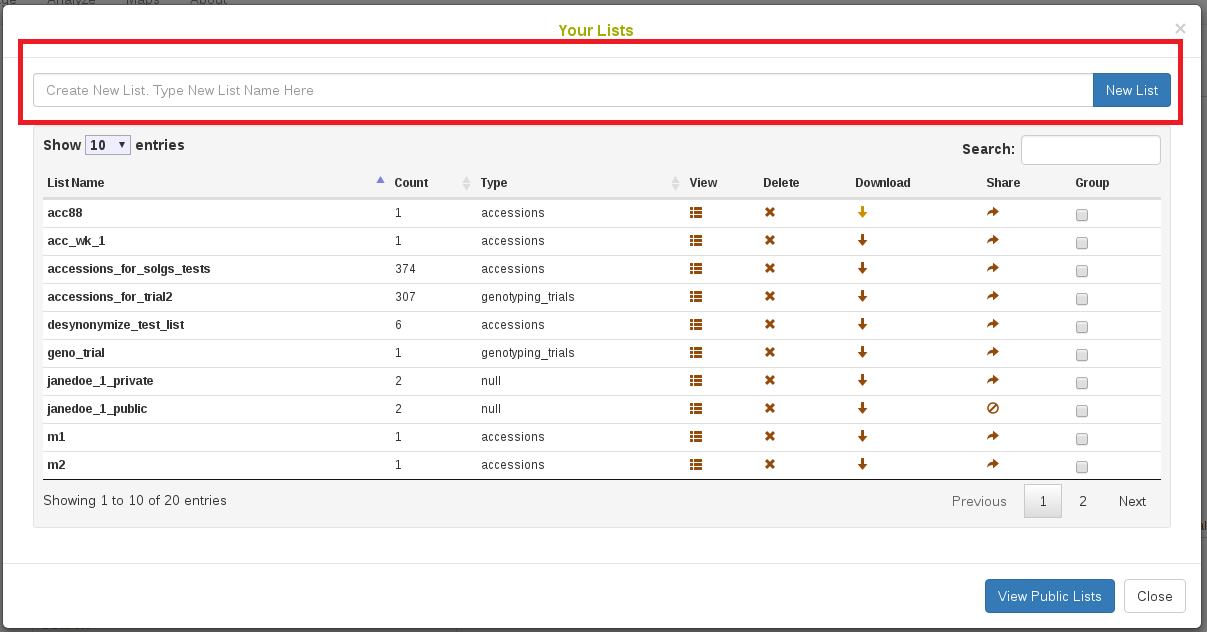 Analyze Maps About
Your Lists ×
Create New List. Type New List Name Here New List
Show 10 entries Search:
List Name Count Type View Delete Download Share Group
acc88 1 accessions
acc_wk_1 1 accessions
accessions_for_solgs_tests 374 accessions
accessions_for_trial2 307 genotyping_trials
desynonymize_test_list 6 accessions
geno_trial 1 genotyping_trials
janedoe_1_private 2 null
janedoe_1_public 2 null
m1 1 accessions
m2 1 accessions
Showing 1 to 10 of 20 entries Previous 1 2 Next
View Public Lists Close